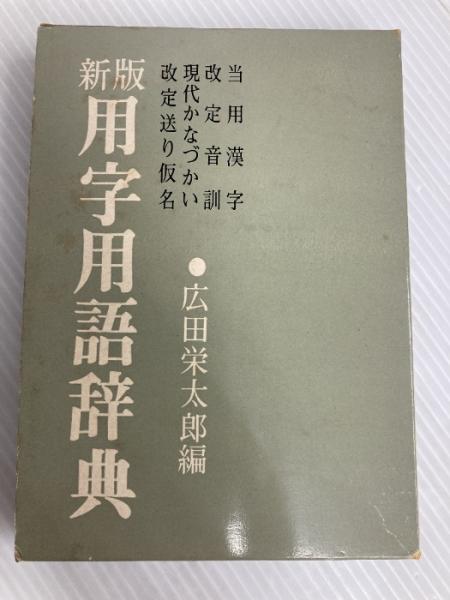 当用漢字
改定音訓
現代かなづかい
改定送り仮名
●広田栄太郎編
新版
用字用語辞典